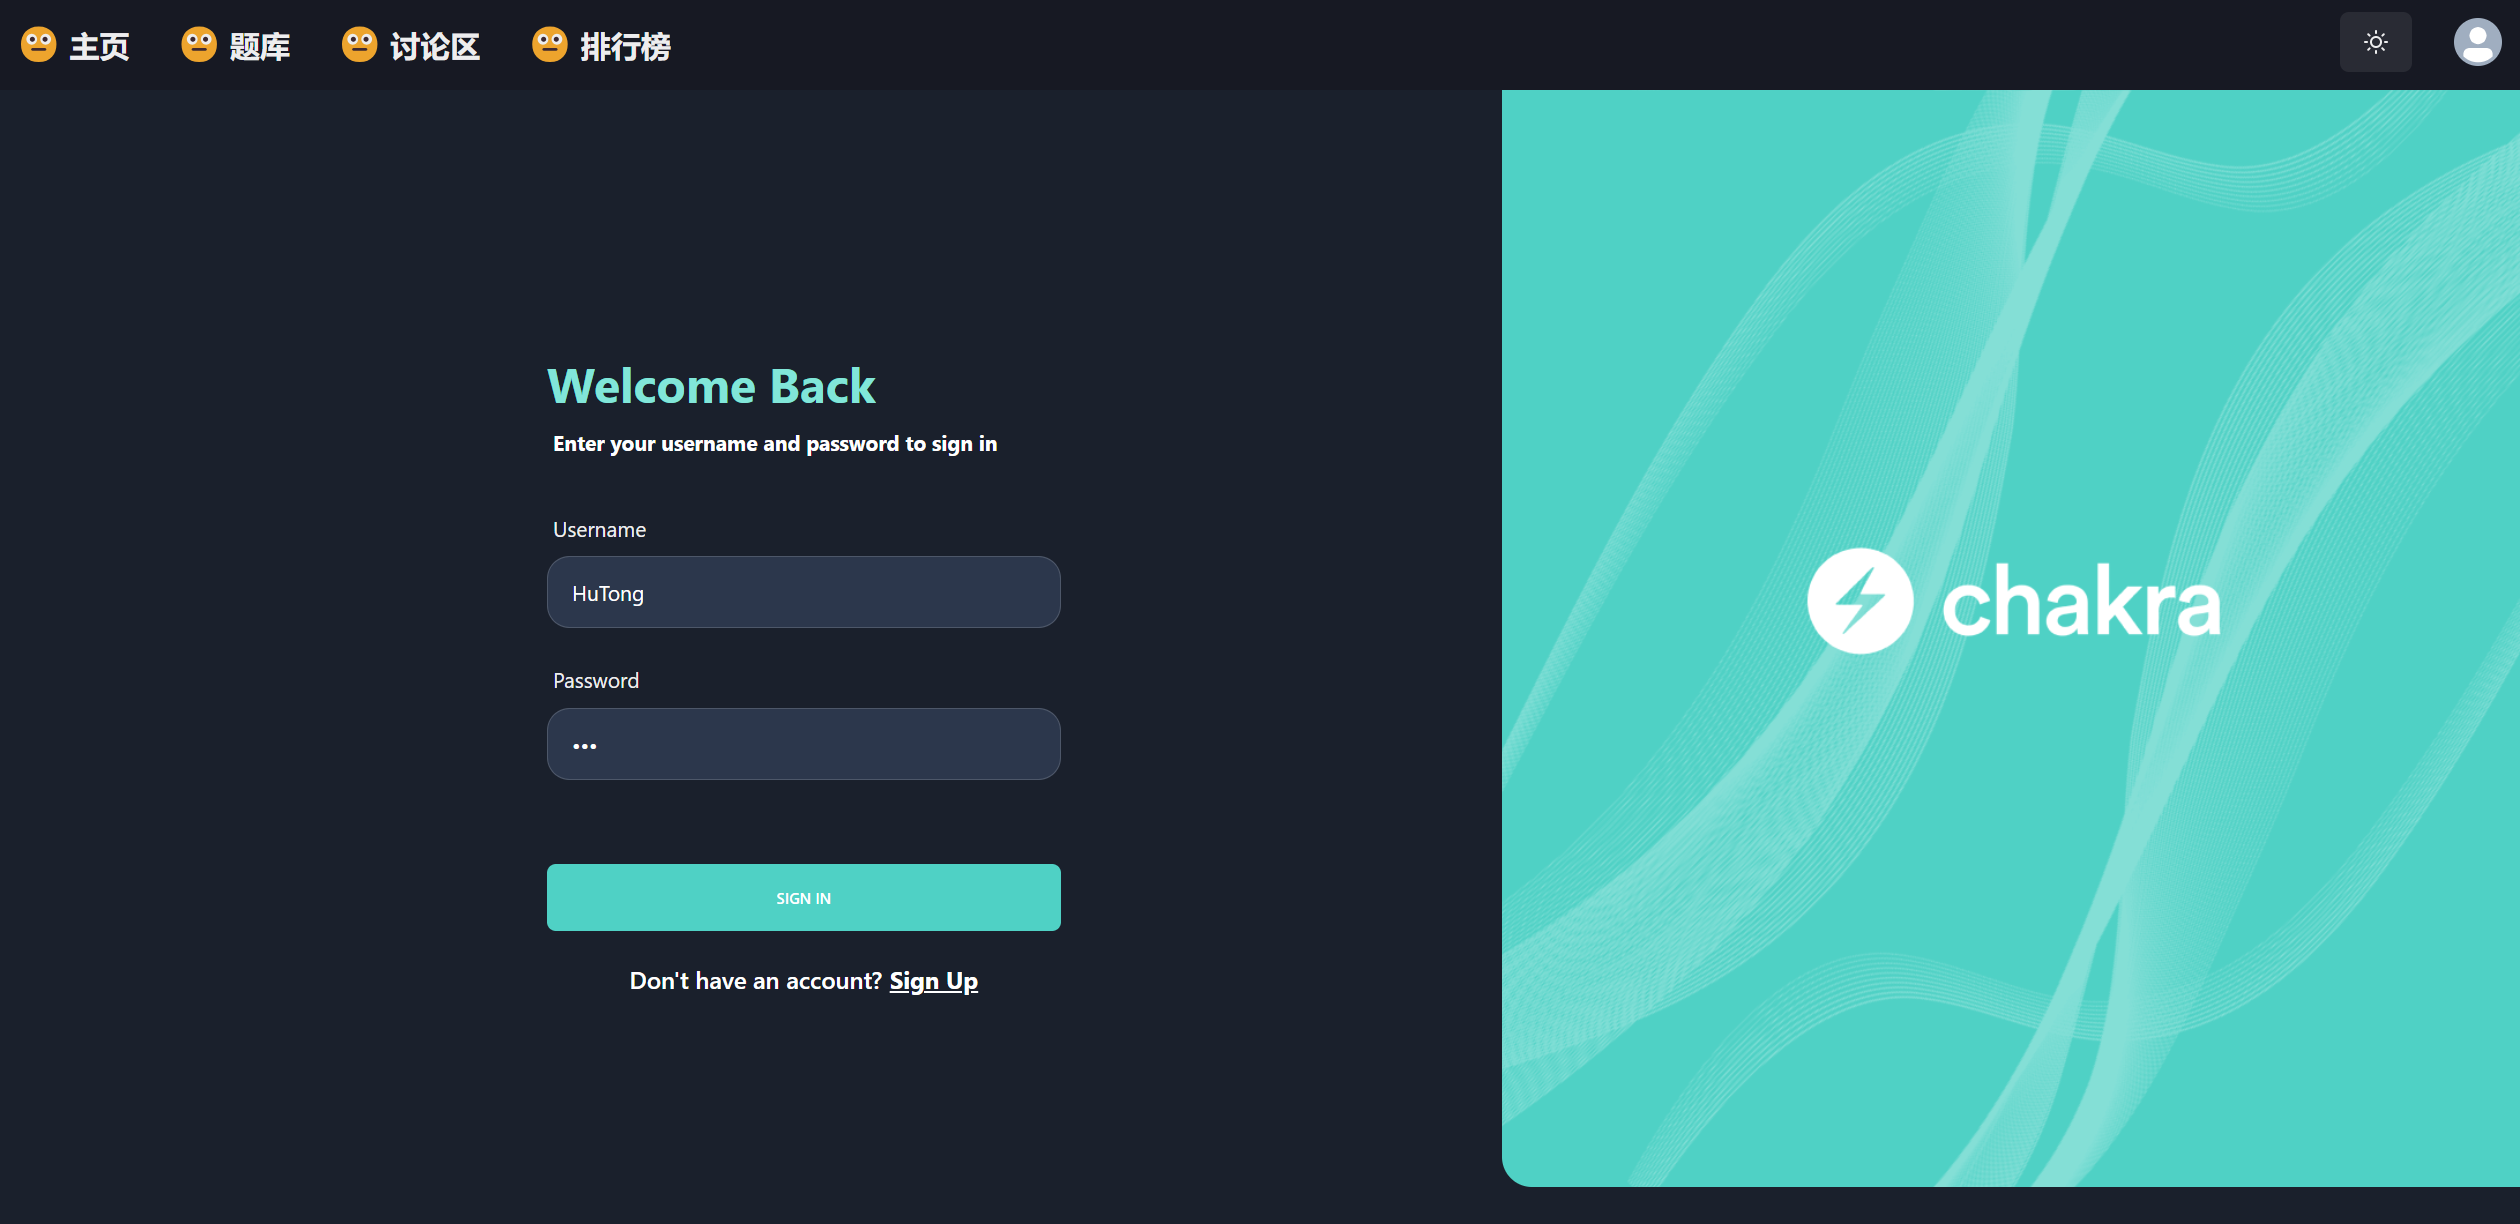 主页 题库 讨论区 排行榜
Welcome Back
Enter your username and password to sign in
Username
HuTong
Password
•••
SIGN IN
Don't have an account? Sign Up
chakra